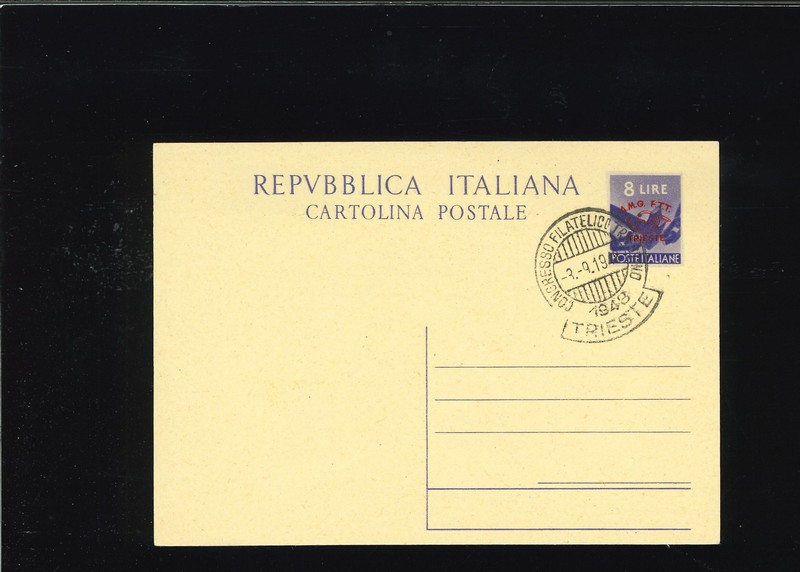 REPVBBLICA ITALIANA
CARTOLINA POSTALE
8 LIRE
A.M.G. F.T.T.
TRIESTE
POSTE ITALIANE
CONGRESSO FILATELICO
1948
TRIESTE